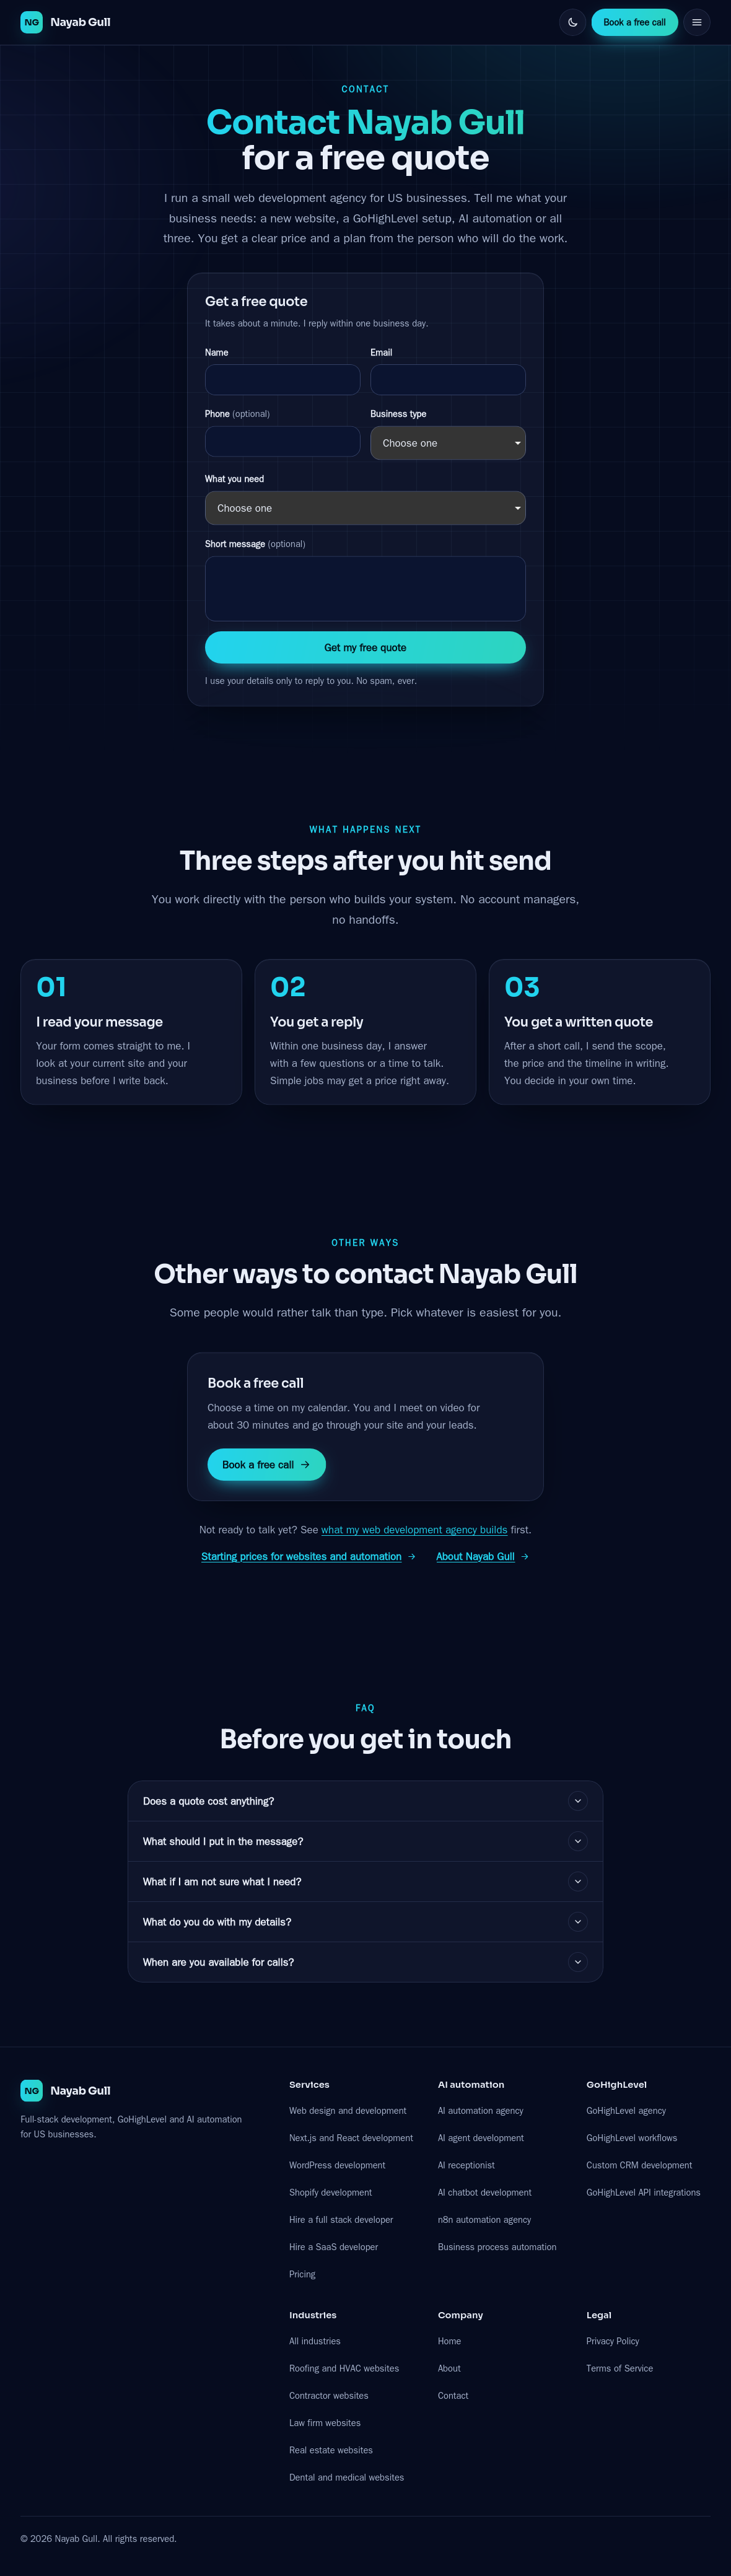 NG Nayab Gull
Book a free call
CONTACT
Contact Nayab Gull
for a free quote
I run a small web development agency for US businesses. Tell me what your
business needs: a new website, a GoHighLevel setup, AI automation or all
three. You get a clear price and a plan from the person who will do the work.
Get a free quote
It takes about a minute. I reply within one business day.
Name
Email
Phone (optional)
Business type
Choose one
What you need
Choose one
Short message (optional)
Get my free quote
I use your details only to reply to you. No spam, ever.
WHAT HAPPENS NEXT
Three steps after you hit send
You work directly with the person who builds your system. No account managers,
no handoffs.
01
I read your message
Your form comes straight to me. I
look at your current site and your
business before I write back.
02
You get a reply
Within one business day, I answer
with a few questions or a time to talk.
Simple jobs may get a price right away.
03
You get a written quote
After a short call, I send the scope,
the price and the timeline in writing.
You decide in your own time.
OTHER WAYS
Other ways to contact Nayab Gull
Some people would rather talk than type. Pick whatever is easiest for you.
Book a free call
Choose a time on my calendar. You and I meet on video for
about 30 minutes and go through your site and your leads.
Book a free call →
Not ready to talk yet? See what my web development agency builds first.
Starting prices for websites and automation → About Nayab Gull →
FAQ
Before you get in touch
Does a quote cost anything?
What should I put in the message?
What if I am not sure what I need?
What do you do with my details?
When are you available for calls?
NG Nayab Gull
Full-stack development, GoHighLevel and AI automation
for US businesses.
Services
Web design and development
Next.js and React development
WordPress development
Shopify development
Hire a full stack developer
Hire a SaaS developer
Pricing
AI automation
AI automation agency
AI agent development
AI receptionist
AI chatbot development
n8n automation agency
Business process automation
GoHighLevel
GoHighLevel agency
GoHighLevel workflows
Custom CRM development
GoHighLevel API integrations
Industries
All industries
Roofing and HVAC websites
Contractor websites
Law firm websites
Real estate websites
Dental and medical websites
Company
Home
About
Contact
Legal
Privacy Policy
Terms of Service
© 2026 Nayab Gull. All rights reserved.